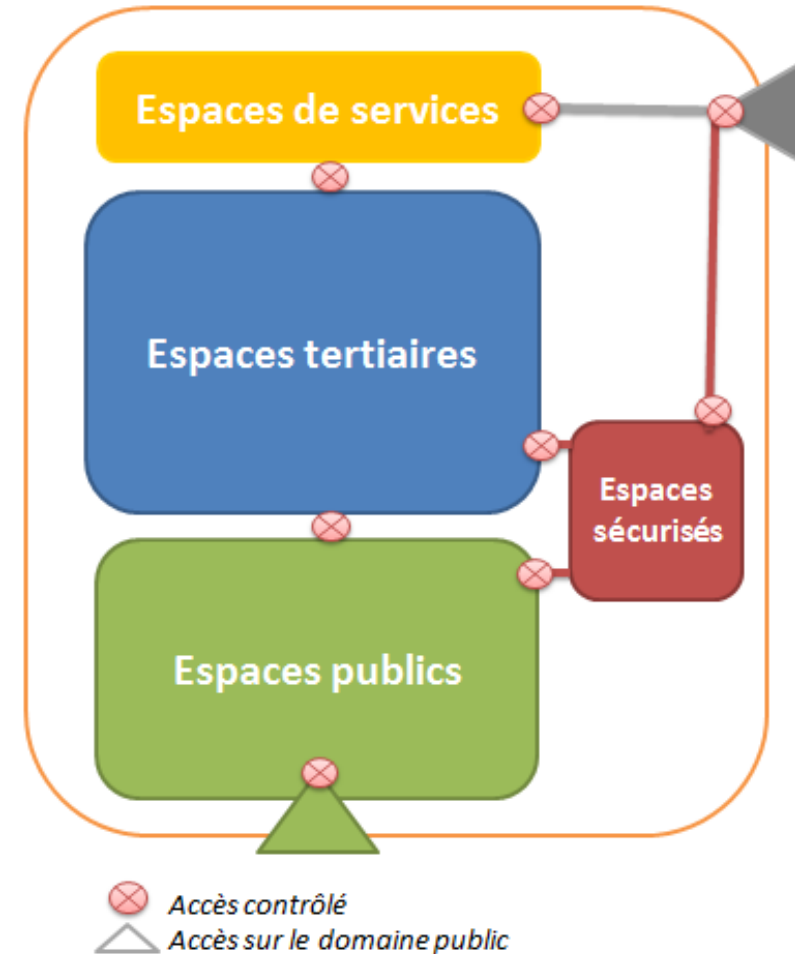 Espaces de services
Espaces tertiaires
Espaces
sécurisés
Espaces publics
Accès contrôlé
Accès sur le domaine public